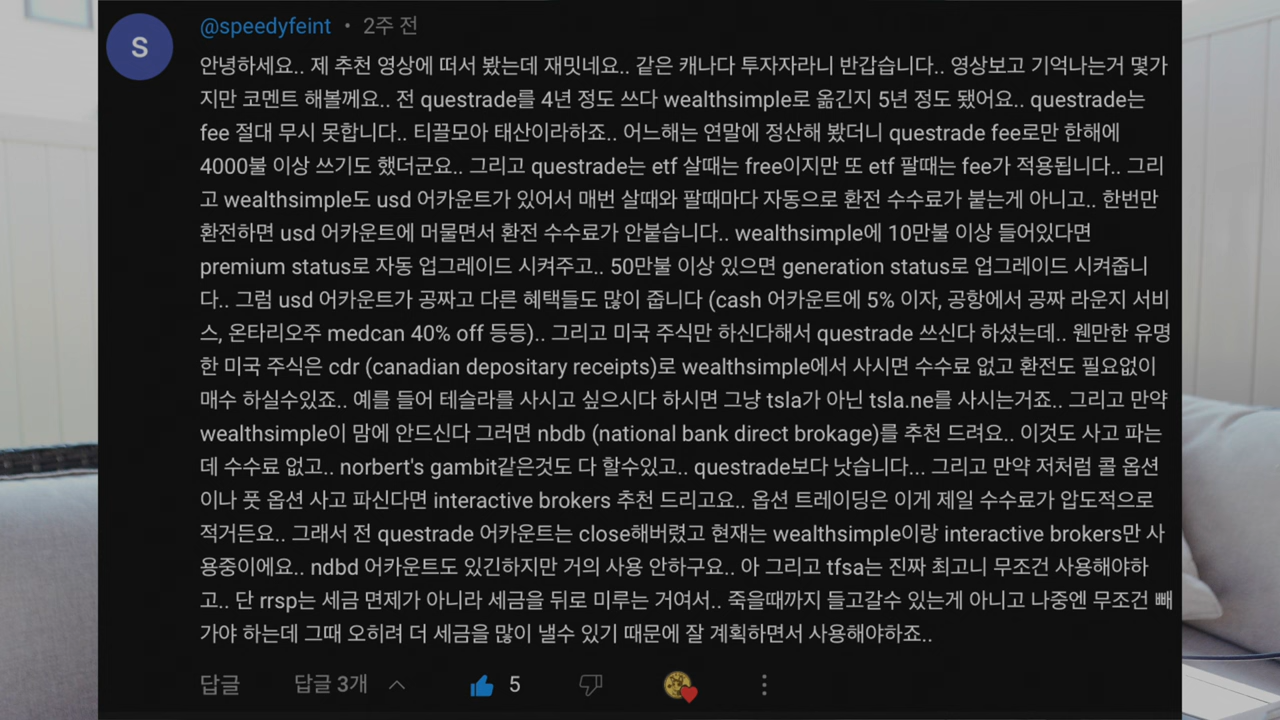 S
@speedyfeint • 2주 전
안녕하세요.. 제 추천 영상에 떠서 봤는데 재밋네요.. 같은 캐나다 투자자라니 반갑습니다.. 영상보고 기억나는거 몇가
지만 코멘트 해볼께요.. 전 questrade를 4년 정도 쓰다 wealthsimple로 옮긴지 5년 정도 됐어요.. questrade는
fee 절대 무시 못합니다.. 티끌모아 태산이라하죠.. 어느해는 연말에 정산해 봤더니 questrade fee로만 한해에
4000불 이상 쓰기도 했더군요.. 그리고 questrade는 etf 살때는 free이지만 또 etf 팔때는 fee가 적용됩니다.. 그리
고 wealthsimple도 usd 어카운트가 있어서 매번 살때와 팔때마다 자동으로 환전 수수료가 붙는게 아니고.. 한번만
환전하면 usd 어카운트에 머물면서 환전 수수료가 안붙습니다.. wealthsimple에 10만불 이상 들어있다면
premium status로 자동 업그레이드 시켜주고.. 50만불 이상 있으면 generation status로 업그레이드 시켜줍니
다.. 그럼 usd 어카운트가 공짜고 다른 혜택들도 많이 줍니다 (cash 어카운트에 5% 이자, 공항에서 공짜 라운지 서비
스, 온타리오주 medcan 40% off 등등).. 그리고 미국 주식만 하신다해서 questrade 쓰신다 하셨는데.. 웬만한 유명
한 미국 주식은 cdr (canadian depositary receipts)로 wealthsimple에서 사시면 수수료 없고 환전도 필요없이
매수 하실수있죠.. 예를 들어 테슬라를 사시고 싶으시다 하시면 그냥 tsla가 아닌 tsla.ne를 사시는거죠.. 그리고 만약
wealthsimple이 맘에 안드신다 그러면 nbdb (national bank direct brokage)를 추천 드려요.. 이것도 사고 파는
데 수수료 없고.. norbert's gambit같은것도 다 할수있고.. questrade보다 낫습니다... 그리고 만약 저처럼 콜 옵션
이나 풋 옵션 사고 파신다면 interactive brokers 추천 드리고요.. 옵션 트레이딩은 이게 제일 수수료가 압도적으로
적거든요.. 그래서 전 questrade 어카운트는 close해버렸고 현재는 wealthsimple이랑 interactive brokers만 사
용중이에요.. ndbd 어카운트도 있긴하지만 거의 사용 안하구요.. 아 그리고 tfsa는 진짜 최고니 무조건 사용해야하
고.. 단 rrsp는 세금 면제가 아니라 세금을 뒤로 미루는 거여서.. 죽을때까지 들고갈수 있는게 아니고 나중엔 무조건 빼
가야 하는데 그때 오히려 더 세금을 많이 낼수 있기 때문에 잘 계획하면서 사용해야하죠..
답글 답글 3개 5